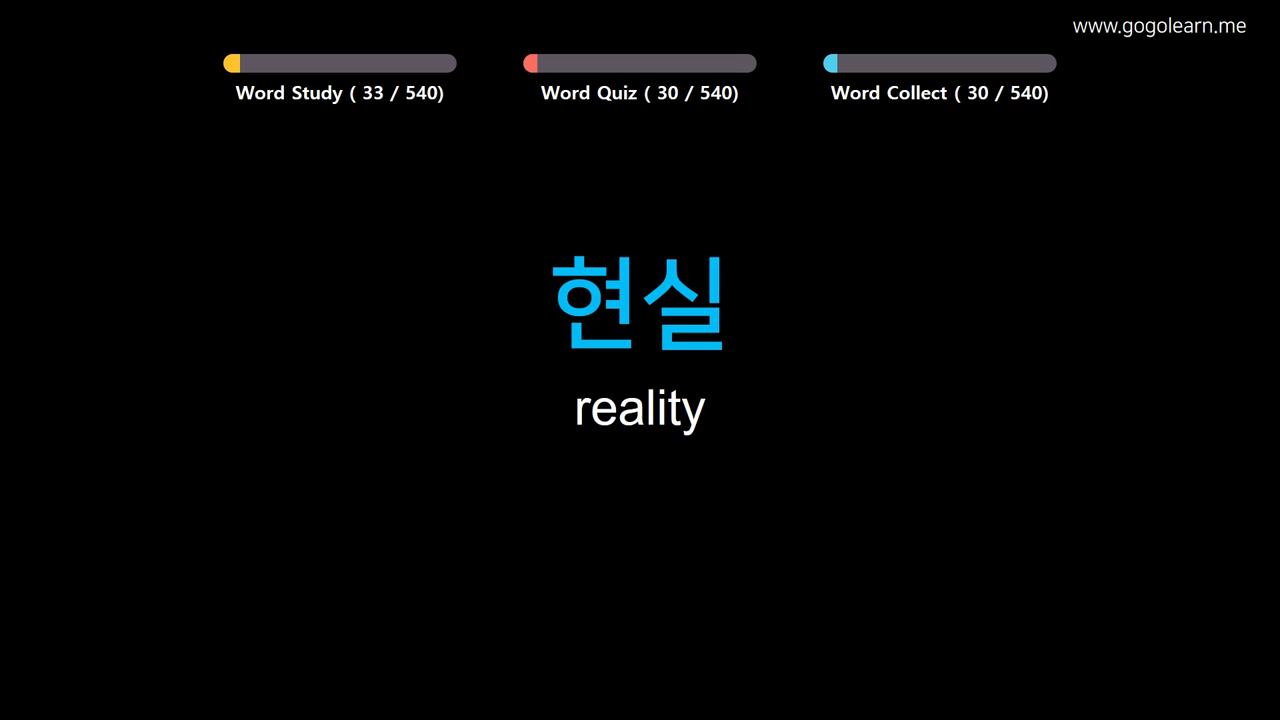 www.gogolearn.me
Word Study ( 33 / 540)
Word Quiz ( 30 / 540)
Word Collect ( 30 / 540)
현실
reality